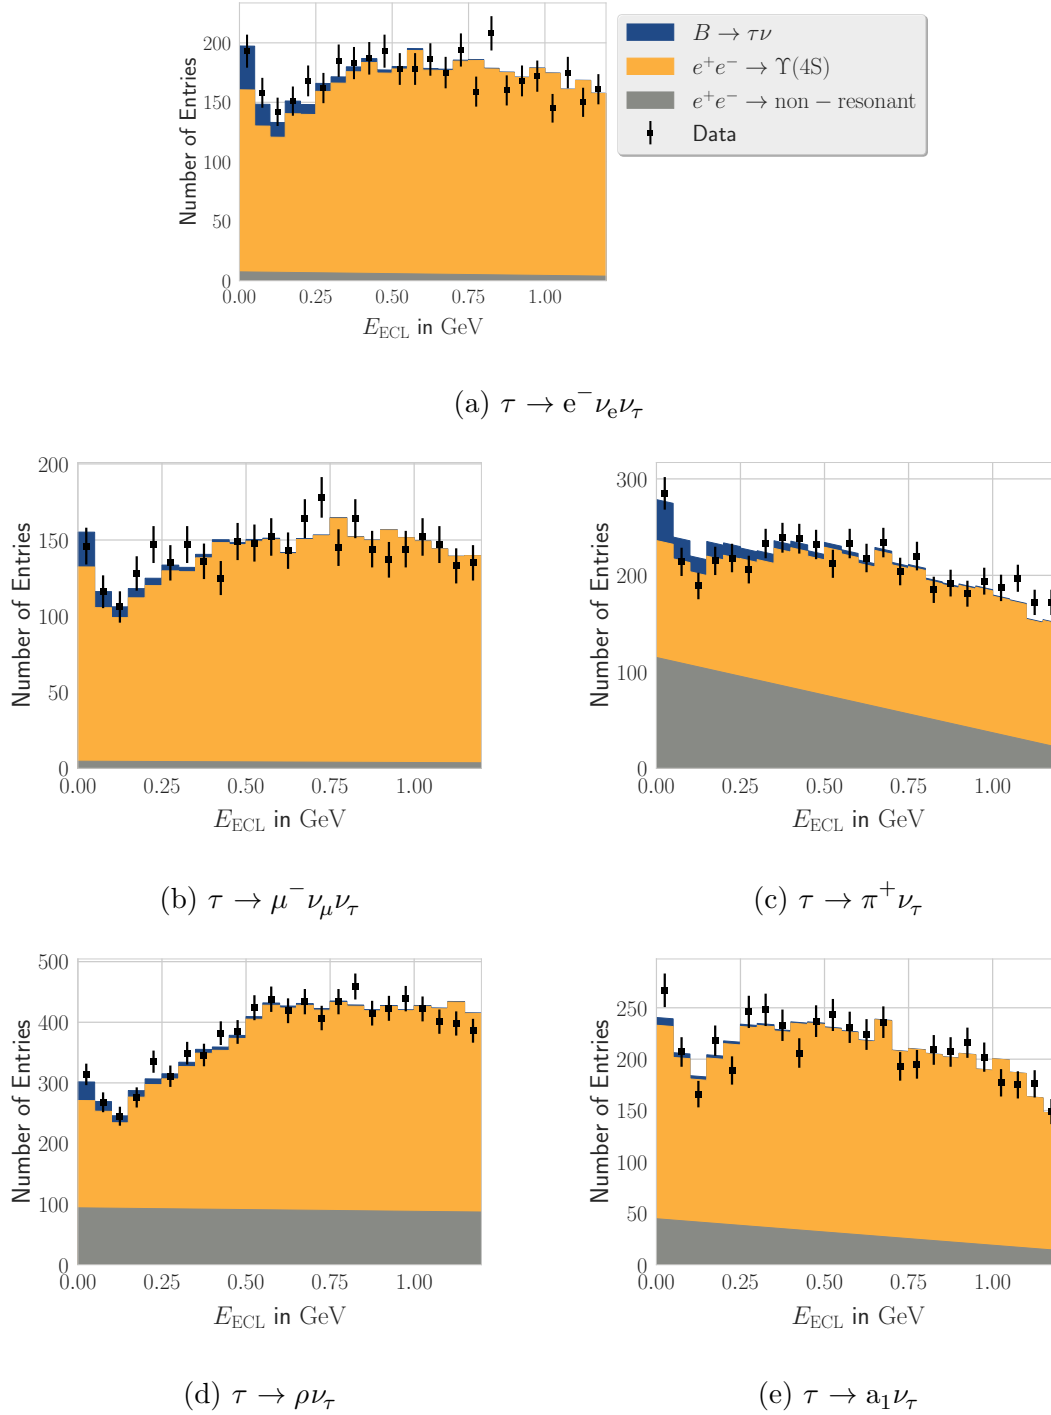 200
150
100
50
0
Number of Entries
0.00 0.25 0.50 0.75 1.00
E_ECL in GeV
B → τν
e⁺e⁻ → Υ(4S)
e⁺e⁻ → non − resonant
Data
(a) τ → e⁻ν_eν_τ
200
150
100
50
0
Number of Entries
0.00 0.25 0.50 0.75 1.00
E_ECL in GeV
(b) τ → μ⁻ν_μν_τ
300
200
100
0
Number of Entries
0.00 0.25 0.50 0.75 1.00
E_ECL in GeV
(c) τ → π⁺ν_τ
500
400
300
200
100
0
Number of Entries
0.00 0.25 0.50 0.75 1.00
E_ECL in GeV
(d) τ → ρν_τ
250
200
150
100
50
0
Number of Entries
0.00 0.25 0.50 0.75 1.00
E_ECL in GeV
(e) τ → a₁ν_τ